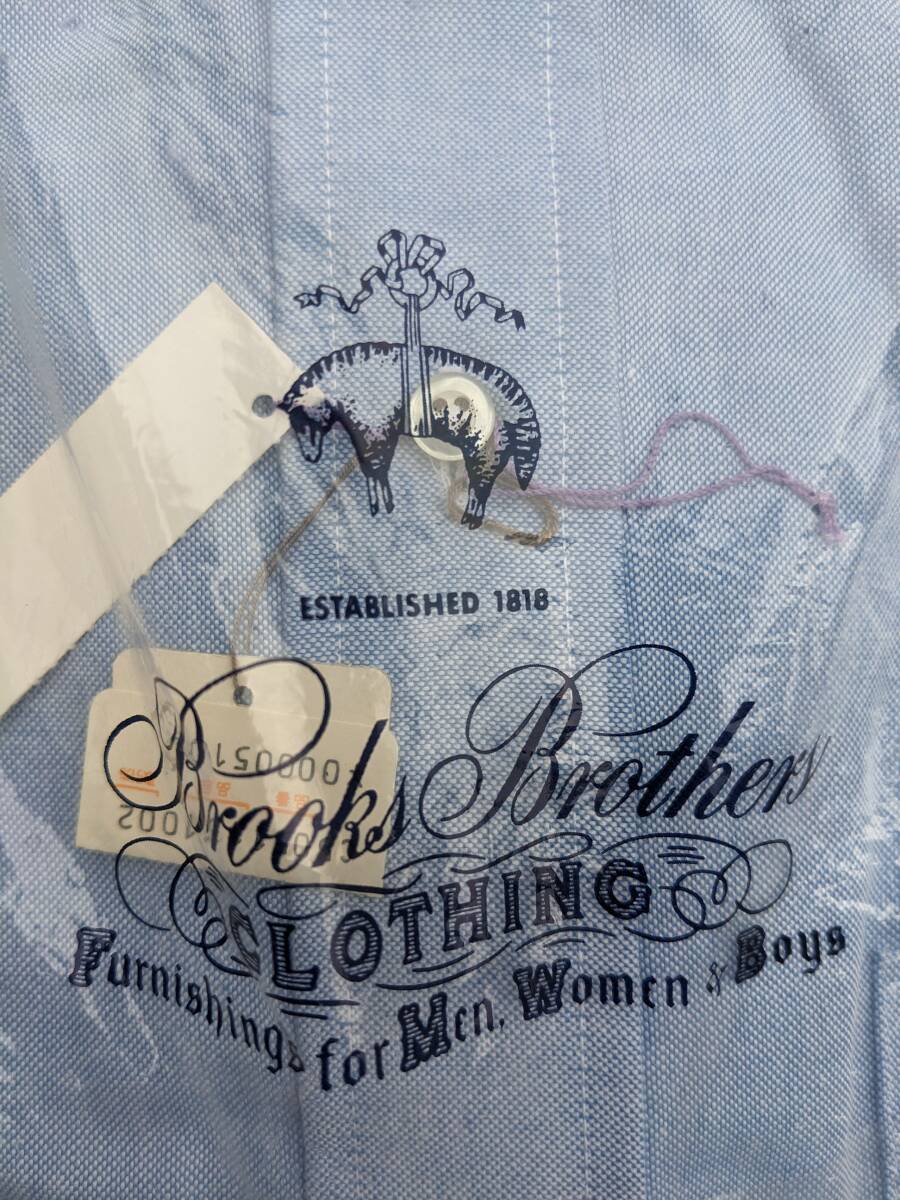 ESTABLISHED 1818
Brooks Brothers
CLOTHING
Furnishings for Men, Women & Boys